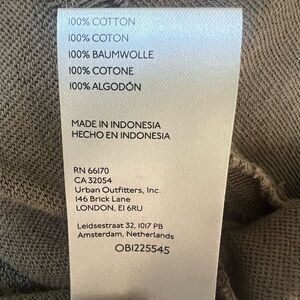 100% COTTON
100% COTON
100% BAUMWOLLE
100% COTONE
100% ALGODÓN
MADE IN INDONESIA
HECHO EN INDONESIA
RN 66170
CA 32054
Urban Outfitters, Inc.
146 Brick Lane
LONDON, E1 6RU
Leidsestraat 32, 1017 PB
Amsterdam, Netherlands
OB1225545